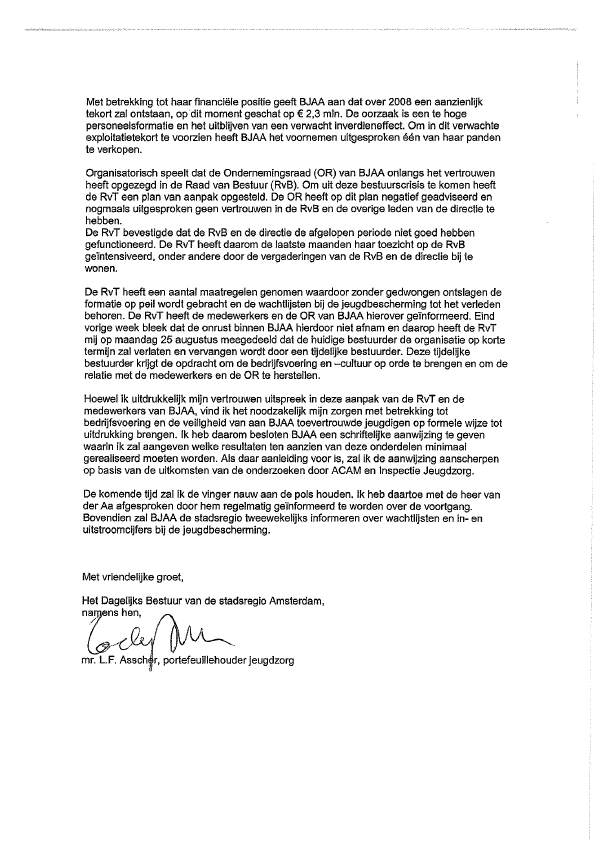 Met betrekking tot haar financiële positie geeft BJAA aan dat over 2008 een aanzienlijk
tekort zal ontstaan, op dit moment geschat op € 2,3 mln. De oorzaak is een te hoge
personeelsformatie en het uitblijven van een verwacht inverdieneffect. Om in dit verwachte
exploitatietekort te voorzien heeft BJAA het voornemen uitgesproken één van haar panden
te verkopen.
Organisatorisch speelt dat de Ondernemingsraad (OR) van BJAA onlangs het vertrouwen
heeft opgezegd in de Raad van Bestuur (RvB). Om uit deze bestuurscrisis te komen heeft
de RvT een plan van aanpak opgesteld. De OR heeft op dit plan negatief geadviseerd en
nogmaals uitgesproken geen vertrouwen in de RvB en de overige leden van de directie te
hebben.
De RvT bevestigde dat de RvB en de directie de afgelopen periode niet goed hebben
gefunctioneerd. De RvT heeft daarom de laatste maanden haar toezicht op de RvB
geïntensiveerd, onder andere door de vergaderingen van de RvB en de directie bij te
wonen.
De RvT heeft een aantal maatregelen genomen waardoor zonder gedwongen ontslagen de
formatie op peil wordt gebracht en de wachtlijsten bij de jeugdbescherming tot het verleden
behoren. De RvT heeft de medewerkers en de OR van BJAA hierover geïnformeerd. Eind
vorige week bleek dat de onrust binnen BJAA hierdoor niet afnam en daarop heeft de RvT
mij op maandag 25 augustus meegedeeld dat de huidige bestuurder de organisatie op korte
termijn zal verlaten en vervangen wordt door een tijdelijke bestuurder. Deze tijdelijke
bestuurder krijgt de opdracht om de bedrijfsvoering en –cultuur op orde te brengen en om de
relatie met de medewerkers en de OR te herstellen.
Hoewel ik uitdrukkelijk mijn vertrouwen uitspreek in deze aanpak van de RvT en de
medewerkers van BJAA, vind ik het noodzakelijk mijn zorgen met betrekking tot
bedrijfsvoering en de veiligheid van aan BJAA toevertrouwde jeugdigen op formele wijze tot
uitdrukking brengen. Ik heb daarom besloten BJAA een schriftelijke aanwijzing te geven
waarin ik zal aangeven welke resultaten ten aanzien van deze onderdelen minimaal
gerealiseerd moeten worden. Als daar aanleiding voor is, zal ik de aanwijzing aanscherpen
op basis van de uitkomsten van de onderzoeken door ACAM en Inspectie Jeugdzorg.
De komende tijd zal ik de vinger nauw aan de pols houden. Ik heb daartoe met de heer van
der Aa afgesproken door hem regelmatig geïnformeerd te worden over de voortgang.
Bovendien zal BJAA de stadsregio tweewekelijks informeren over wachtlijsten en in- en
uitstroomcijfers bij de jeugdbescherming.
Met vriendelijke groet,
Het Dagelijks Bestuur van de stadsregio Amsterdam,
namens hen,
mr. L.F. Asscher, portefeuillehouder jeugdzorg